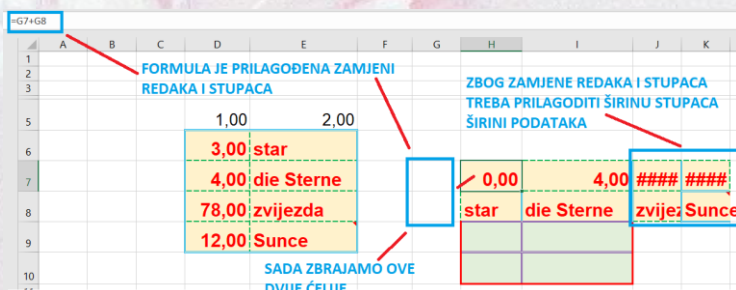 =G7+G8
A B C D E F G H I J K
1
2
FORMULA JE PRILAGOĐENA ZAMJENI
REDAKA I STUPACA
3
ZBOG ZAMJENE REDAKA I STUPACA
TREBA PRILAGODITI ŠIRINU STUPACA
ŠIRINI PODATAKA
5 1,00 2,00
6 3,00 star
7 4,00 die Sterne 0,00 4,00 #### ####
8 78,00 zvijezda star die Sterne zvijez Sunce
9 12,00 Sunce
SADA ZBRAJAMO OVE
DVIJE ĆELIJE
10